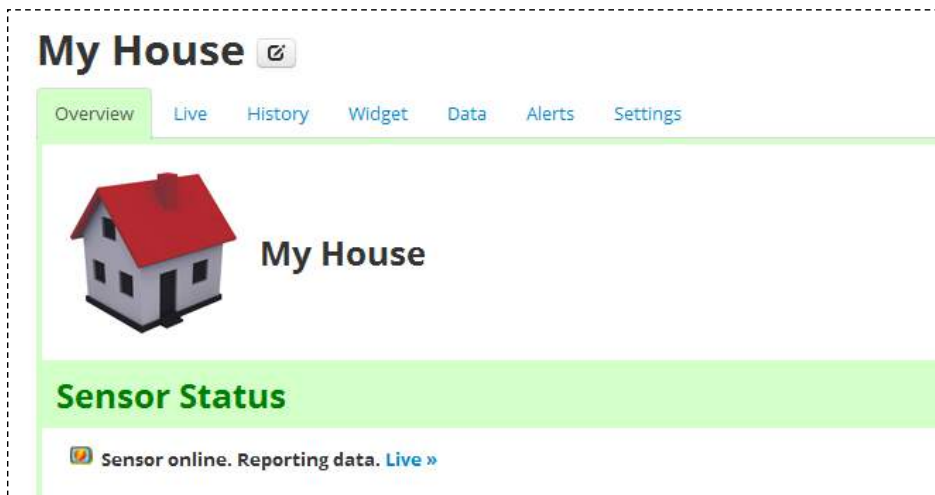 My House
Overview Live History Widget Data Alerts Settings
My House
Sensor Status
Sensor online. Reporting data. Live »